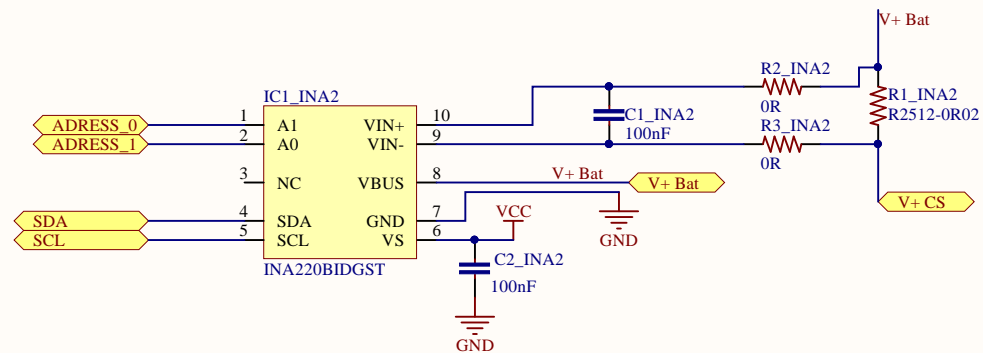 V+ Bat
R2_INA2
0R
R1_INA2
R2512-0R02
C1_INA2
100nF
R3_INA2
0R
IC1_INA2
ADRESS_0 1 A1 VIN+ 10
ADRESS_1 2 A0 VIN- 9
3 NC VBUS 8 V+ Bat V+ Bat
V+ CS
SDA 4 SDA GND 7
SCL 5 SCL VS 6
VCC
GND
INA220BIDGST
C2_INA2
100nF
GND